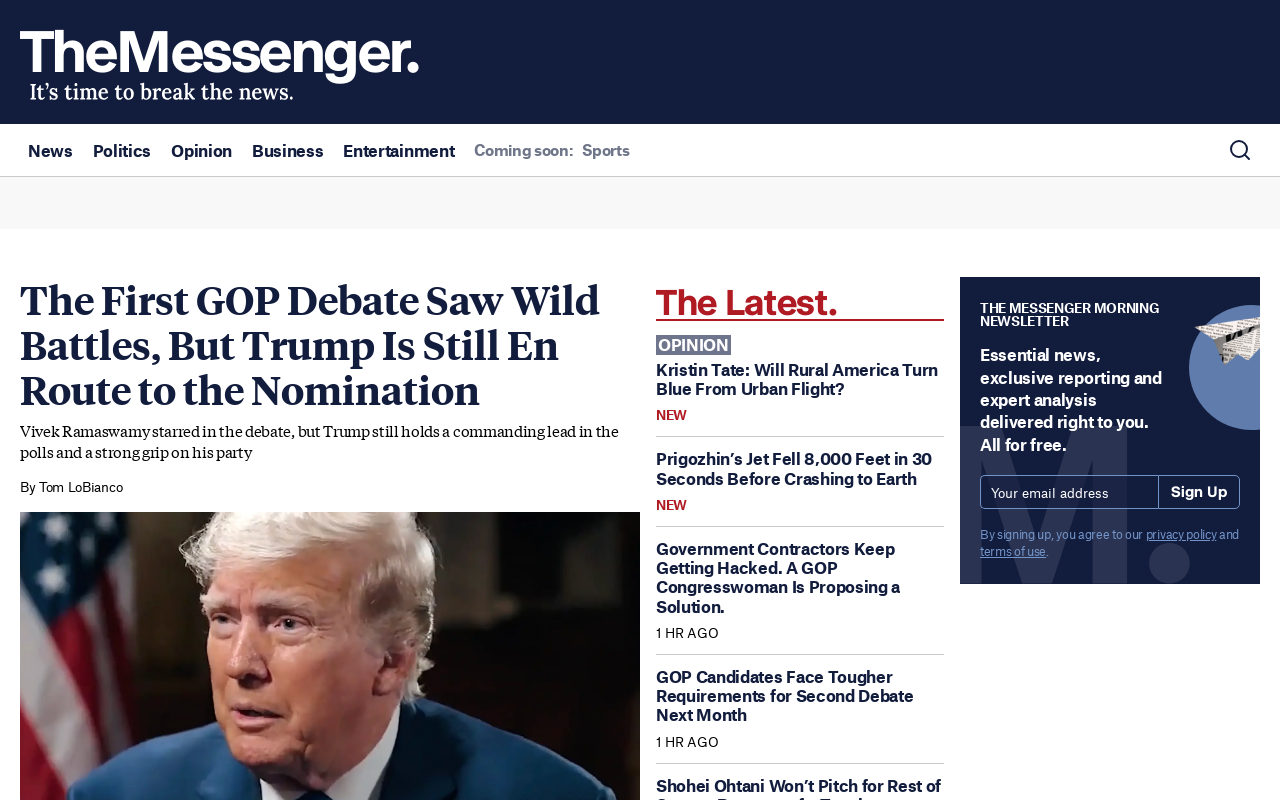 TheMessenger.
It's time to break the news.
News Politics Opinion Business Entertainment Coming soon: Sports
The First GOP Debate Saw Wild
Battles, But Trump Is Still En
Route to the Nomination
Vivek Ramaswamy starred in the debate, but Trump still holds a commanding lead in the
polls and a strong grip on his party
By Tom LoBianco
The Latest.
OPINION
Kristin Tate: Will Rural America Turn
Blue From Urban Flight?
NEW
Prigozhin's Jet Fell 8,000 Feet in 30
Seconds Before Crashing to Earth
NEW
Government Contractors Keep
Getting Hacked. A GOP
Congresswoman Is Proposing a
Solution.
1 HR AGO
GOP Candidates Face Tougher
Requirements for Second Debate
Next Month
1 HR AGO
Shohei Ohtani Won't Pitch for Rest of
THE MESSENGER MORNING
NEWSLETTER
Essential news,
exclusive reporting and
expert analysis
delivered right to you.
All for free.
Your email address Sign Up
By signing up, you agree to our privacy policy and
terms of use.
M.